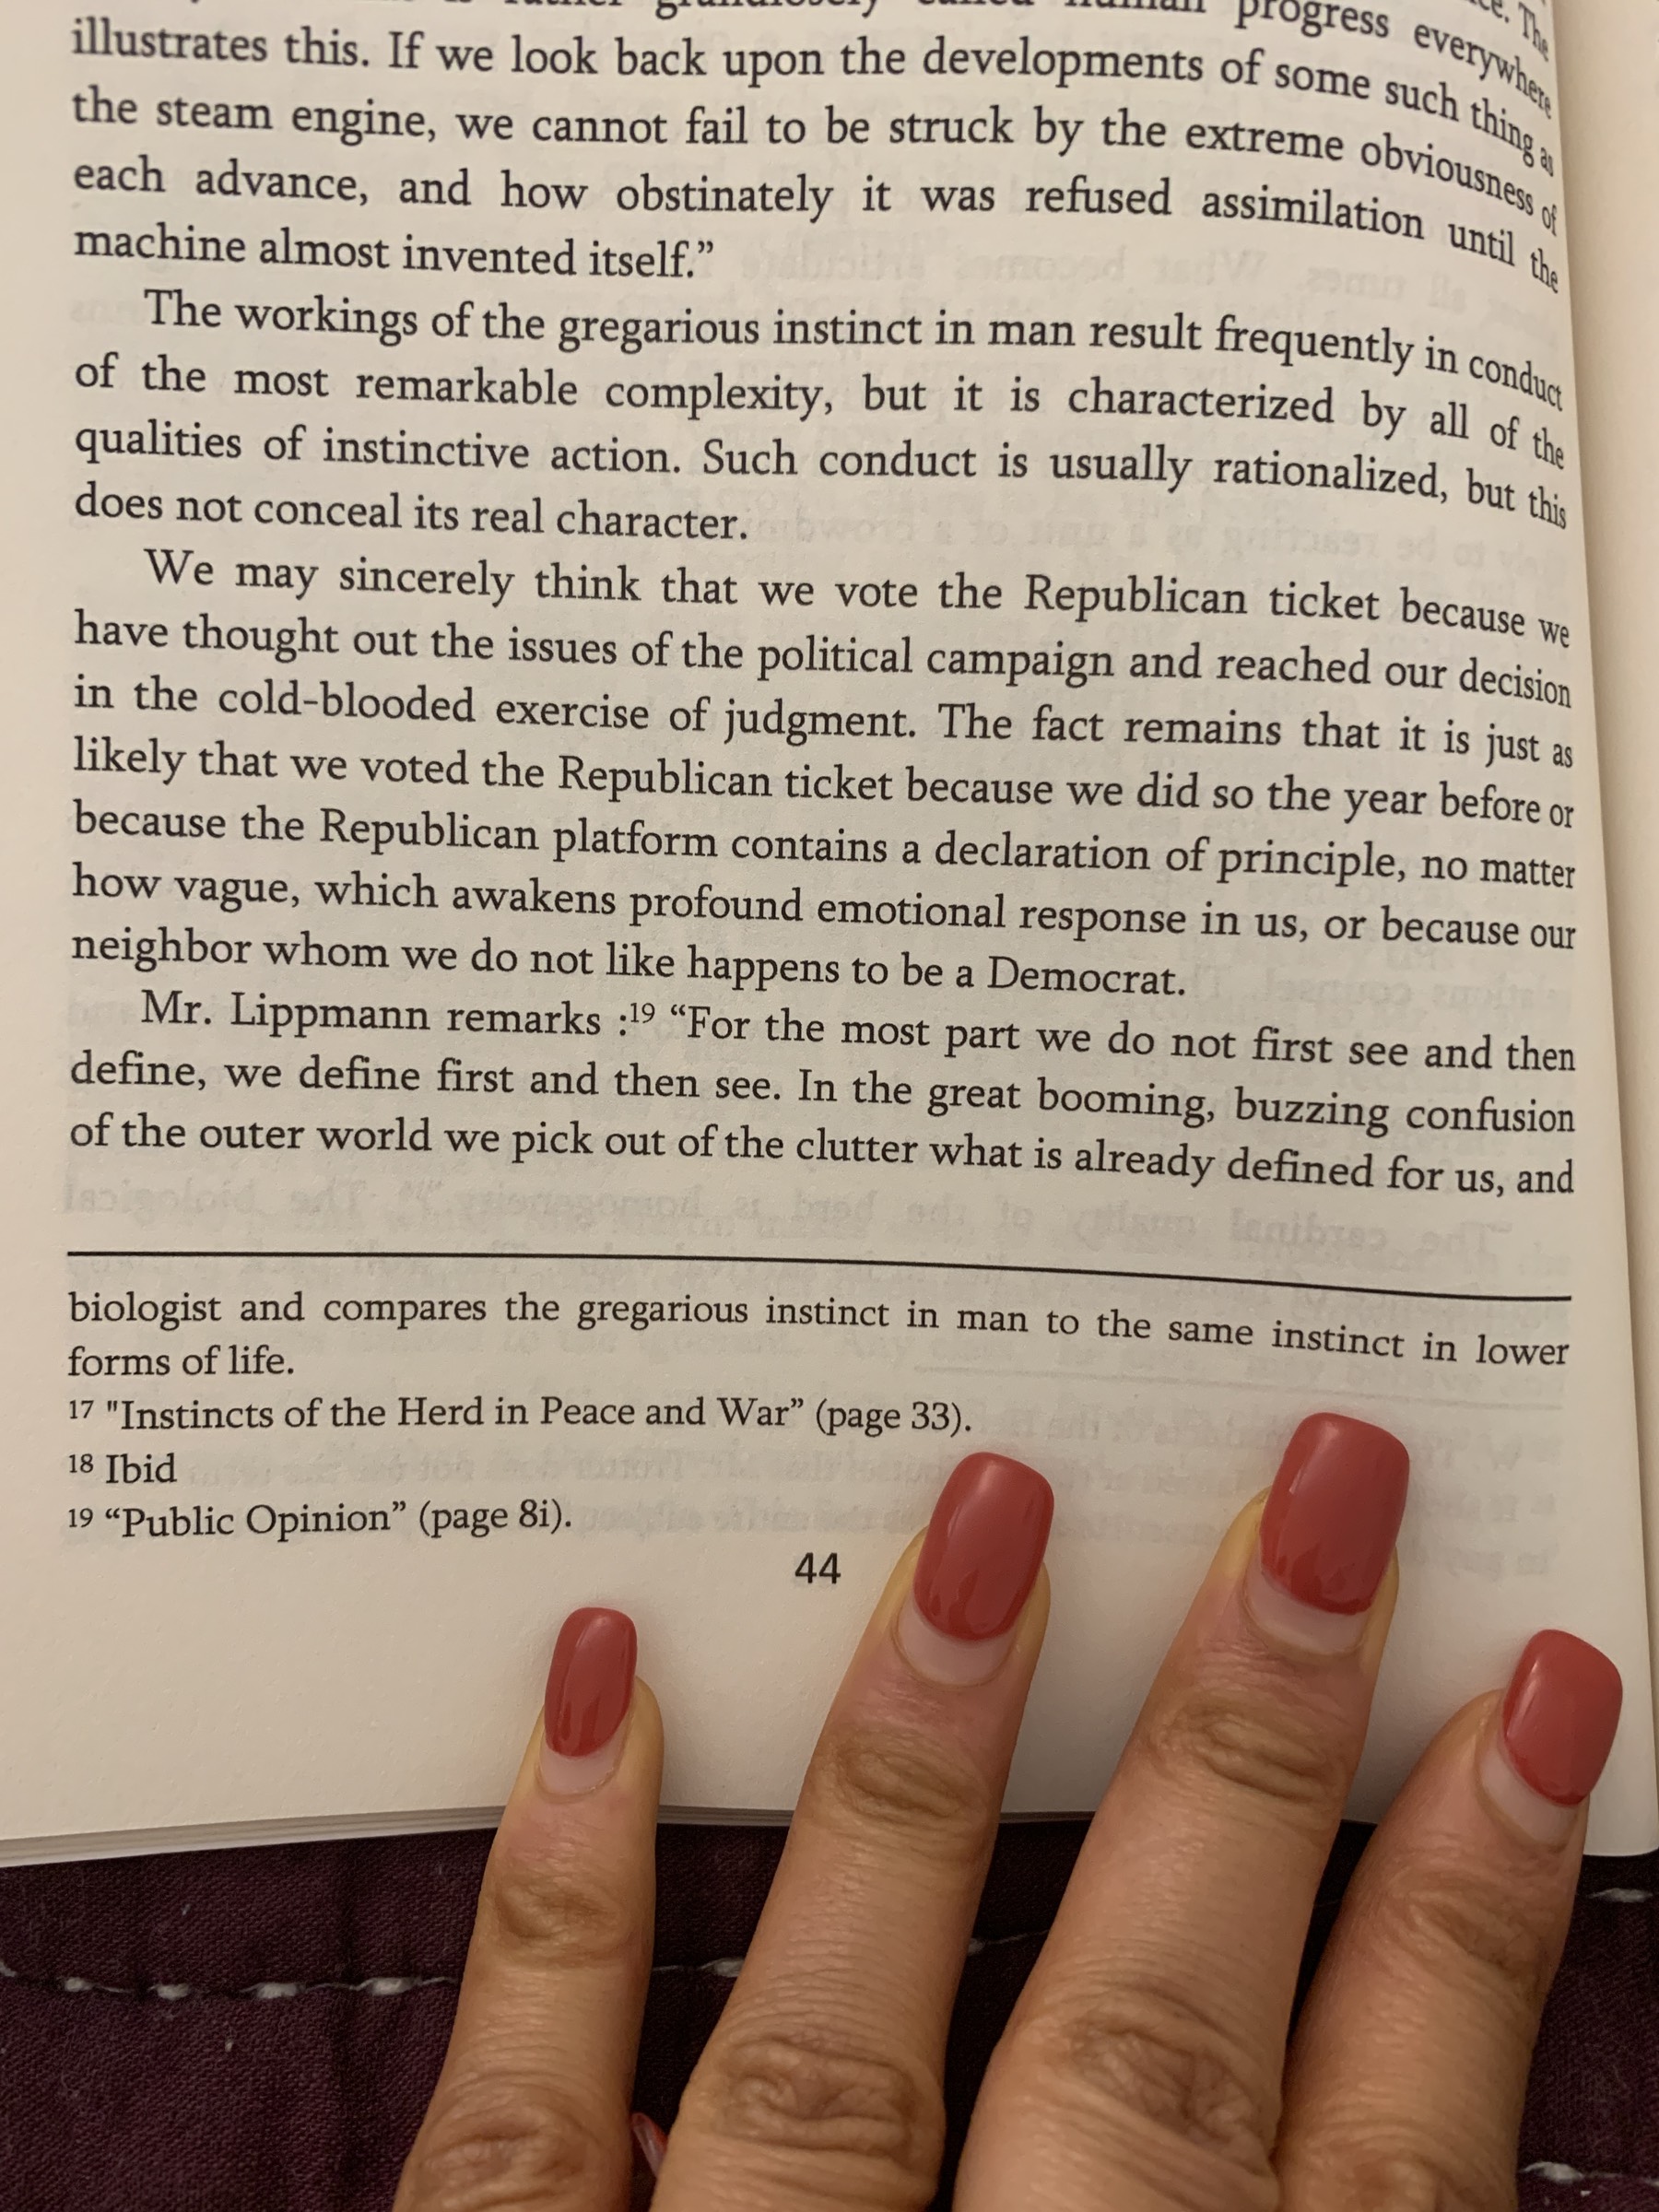 rather grandiosely called human progress everywhere
illustrates this. If we look back upon the developments of some such thing as
the steam engine, we cannot fail to be struck by the extreme obviousness of
each advance, and how obstinately it was refused assimilation until the
machine almost invented itself.”
The workings of the gregarious instinct in man result frequently in conduct
of the most remarkable complexity, but it is characterized by all of the
qualities of instinctive action. Such conduct is usually rationalized, but this
does not conceal its real character.
We may sincerely think that we vote the Republican ticket because we
have thought out the issues of the political campaign and reached our decision
in the cold-blooded exercise of judgment. The fact remains that it is just as
likely that we voted the Republican ticket because we did so the year before or
because the Republican platform contains a declaration of principle, no matter
how vague, which awakens profound emotional response in us, or because our
neighbor whom we do not like happens to be a Democrat.
Mr. Lippmann remarks :19 “For the most part we do not first see and then
define, we define first and then see. In the great booming, buzzing confusion
of the outer world we pick out of the clutter what is already defined for us, and
biologist and compares the gregarious instinct in man to the same instinct in lower
forms of life.
17 "Instincts of the Herd in Peace and War” (page 33).
18 Ibid
19 “Public Opinion” (page 8i).
44